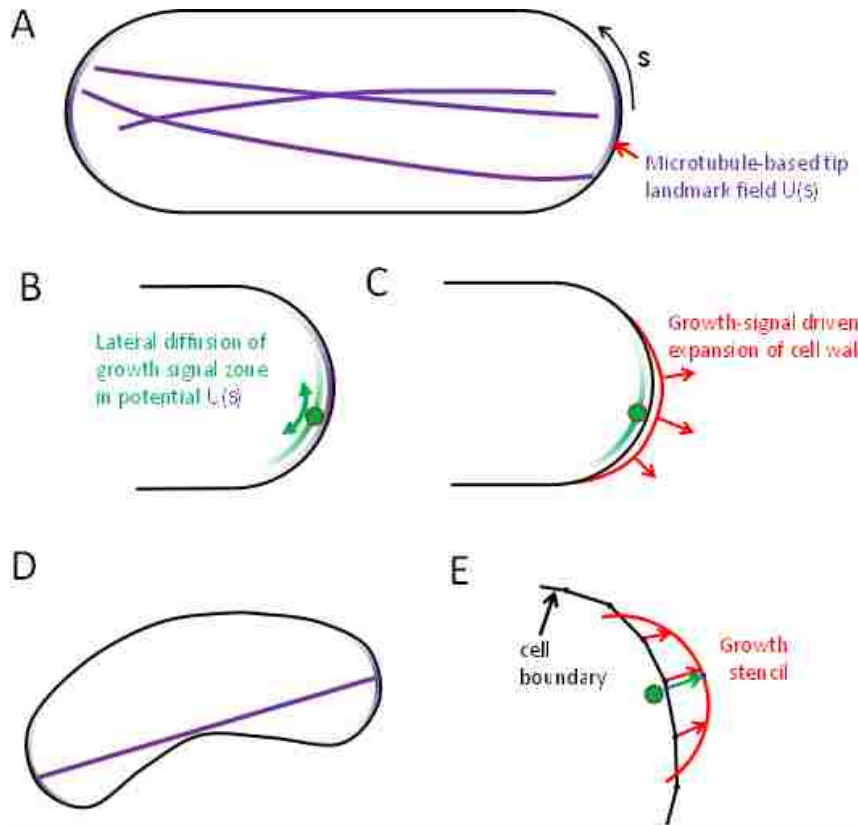 A
s
Microtubule-based tip
landmark field U(s)
B
Lateral diffusion of
growth signal zone
in potential U(s)
C
Growth-signal driven
expansion of cell wall
D
E
cell
boundary
Growth
stencil